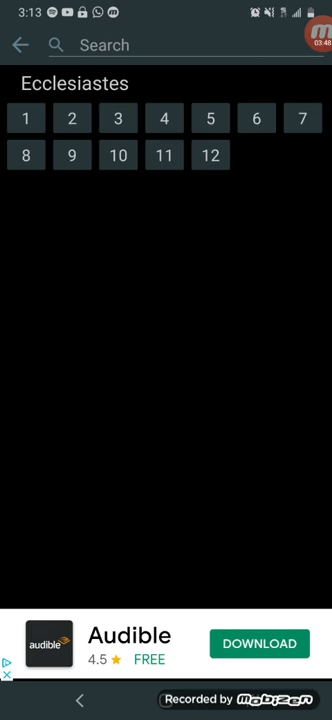 3:13
03:48
Search
Ecclesiastes
1 2 3 4 5 6 7
8 9 10 11 12
audible
Audible
4.5 ★ FREE
DOWNLOAD
Recorded by mobizen